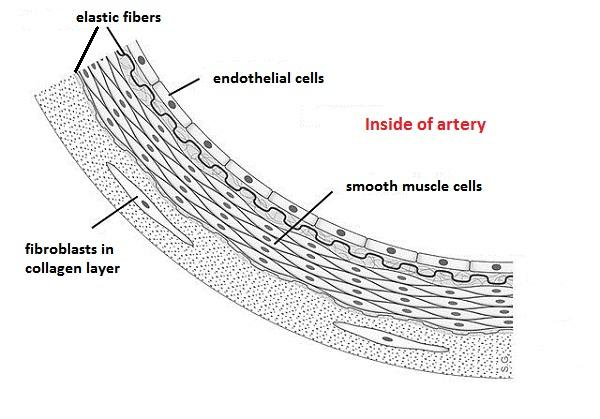 elastic fibers
endothelial cells
Inside of artery
smooth muscle cells
fibroblasts in
collagen layer
S.G.